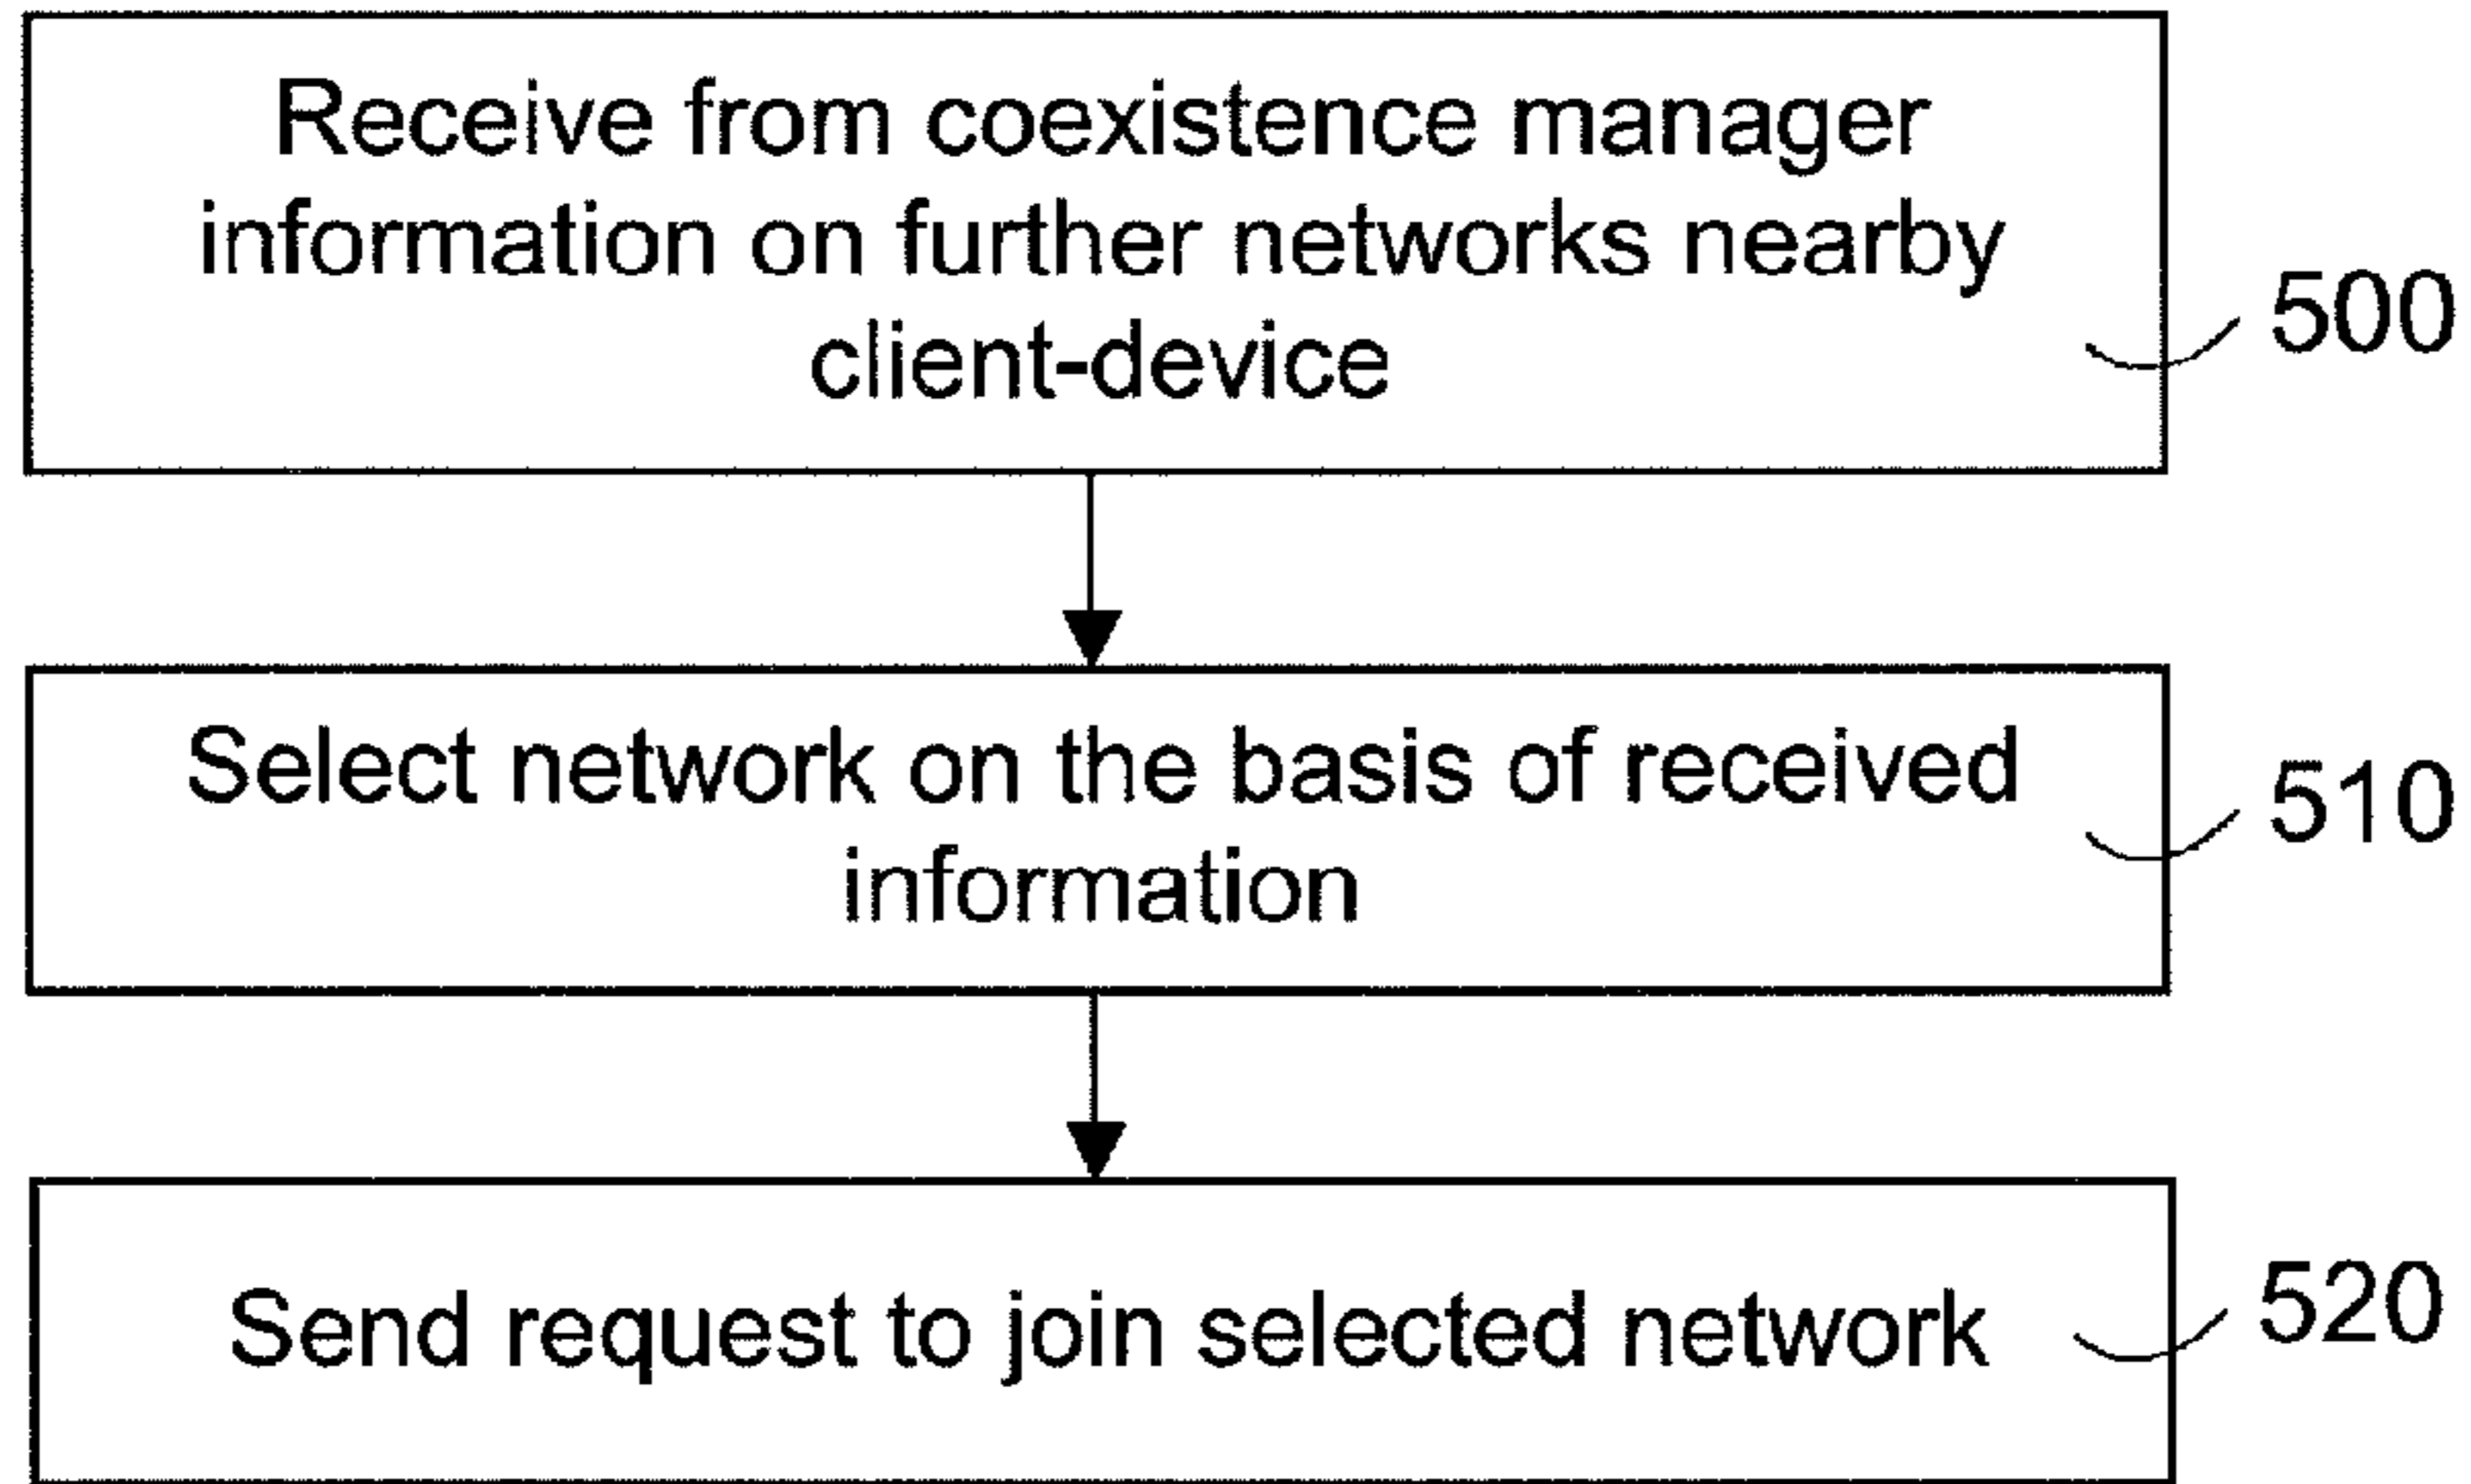 Receive from coexistence manager
information on further networks nearby
client-device
500
Select network on the basis of received
information
510
Send request to join selected network
520